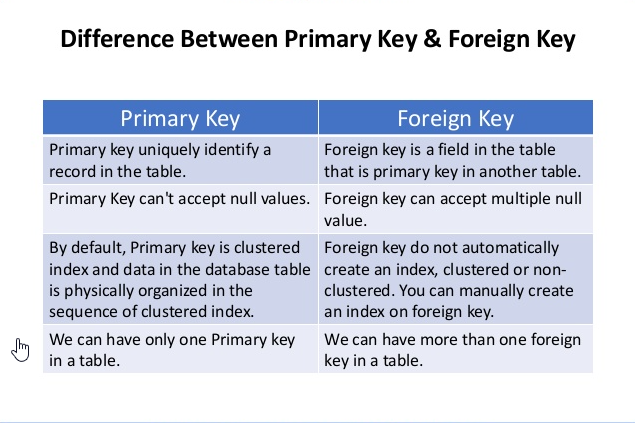 Difference Between Primary Key & Foreign Key
Primary Key
Foreign Key
Primary key uniquely identify a
record in the table.
Foreign key is a field in the table
that is primary key in another table.
Primary Key can't accept null values.
Foreign key can accept multiple null
value.
By default, Primary key is clustered
index and data in the database table
is physically organized in the
sequence of clustered index.
Foreign key do not automatically
create an index, clustered or non-
clustered. You can manually create
an index on foreign key.
We can have only one Primary key
in a table.
We can have more than one foreign
key in a table.